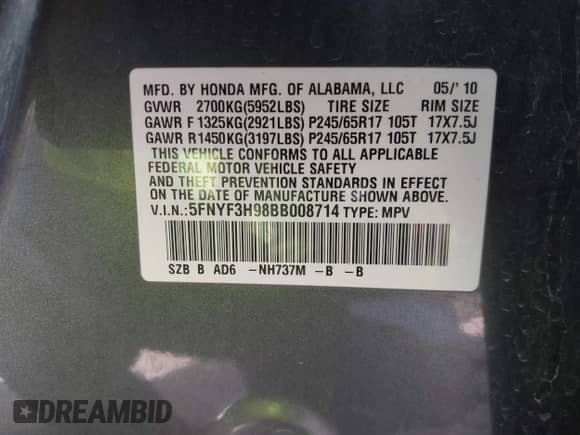 MFD. BY HONDA MFG. OF ALABAMA, LLC 05/'10
GVWR 2700KG(5952LBS) TIRE SIZE RIM SIZE
GAWR F 1325KG(2921LBS) P245/65R17 105T 17X7.5J
GAWR R1450KG(3197LBS) P245/65R17 105T 17X7.5J
THIS VEHICLE CONFORMS TO ALL APPLICABLE
FEDERAL MOTOR VEHICLE SAFETY
AND THEFT PREVENTION STANDARDS IN EFFECT
ON THE DATE OF MANUFACTURE SHOWN ABOVE.
V.I.N.:5FNYF3H98BB008714 TYPE: MPV
SZB B AD6 -NH737M -B -B
DREAMBID